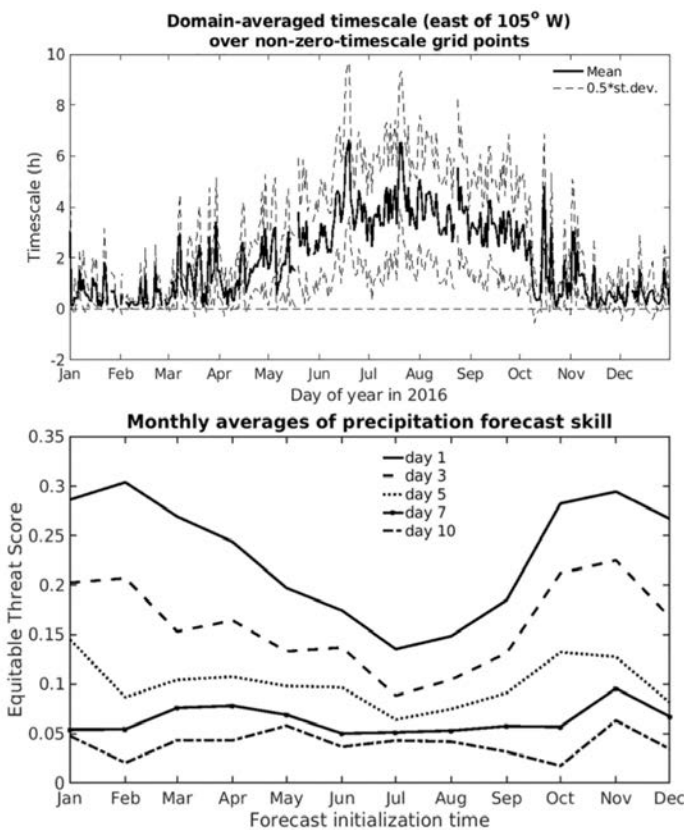 Domain-averaged timescale (east of 105° W)
over non-zero-timescale grid points
10
8
6
4
2
0
-2
Timescale (h)
Mean
0.5*st.dev.
Jan Feb Mar Apr May Jun Jul Aug Sep Oct Nov Dec
Day of year in 2016
Monthly averages of precipitation forecast skill
0.35
0.3
0.25
0.2
0.15
0.1
0.05
0
Equitable Threat Score
day 1
day 3
day 5
day 7
day 10
Jan Feb Mar Apr May Jun Jul Aug Sep Oct Nov Dec
Forecast initialization time